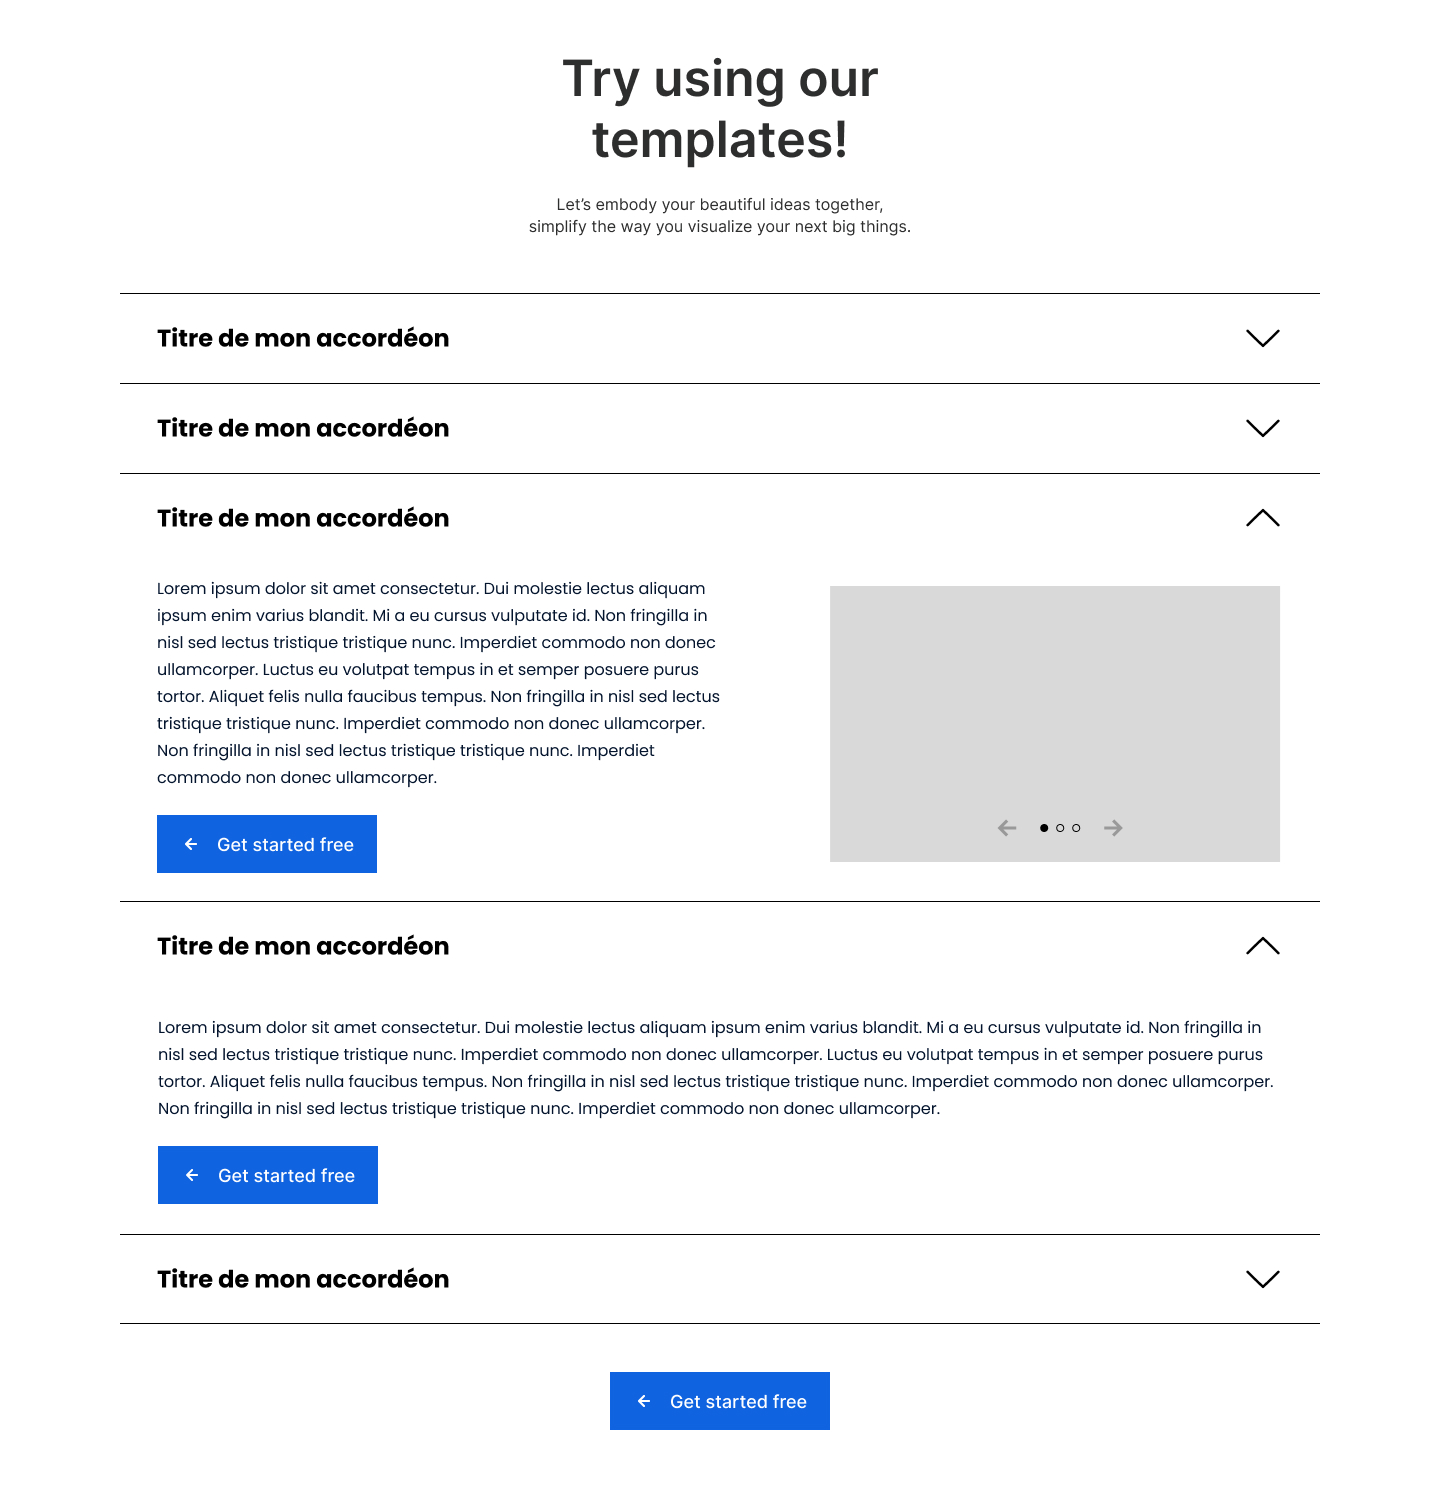 Try using our
templates!
Let’s embody your beautiful ideas together,
simplify the way you visualize your next big things.
Titre de mon accordéon
Titre de mon accordéon
Titre de mon accordéon
Lorem ipsum dolor sit amet consectetur. Dui molestie lectus aliquam
ipsum enim varius blandit. Mi a eu cursus vulputate id. Non fringilla in
nisl sed lectus tristique tristique nunc. Imperdiet commodo non donec
ullamcorper. Luctus eu volutpat tempus in et semper posuere purus
tortor. Aliquet felis nulla faucibus tempus. Non fringilla in nisl sed lectus
tristique tristique nunc. Imperdiet commodo non donec ullamcorper.
Non fringilla in nisl sed lectus tristique tristique nunc. Imperdiet
commodo non donec ullamcorper.
Get started free
Titre de mon accordéon
Lorem ipsum dolor sit amet consectetur. Dui molestie lectus aliquam ipsum enim varius blandit. Mi a eu cursus vulputate id. Non fringilla in
nisl sed lectus tristique tristique nunc. Imperdiet commodo non donec ullamcorper. Luctus eu volutpat tempus in et semper posuere purus
tortor. Aliquet felis nulla faucibus tempus. Non fringilla in nisl sed lectus tristique tristique nunc. Imperdiet commodo non donec ullamcorper.
Non fringilla in nisl sed lectus tristique tristique nunc. Imperdiet commodo non donec ullamcorper.
Get started free
Titre de mon accordéon
Get started free